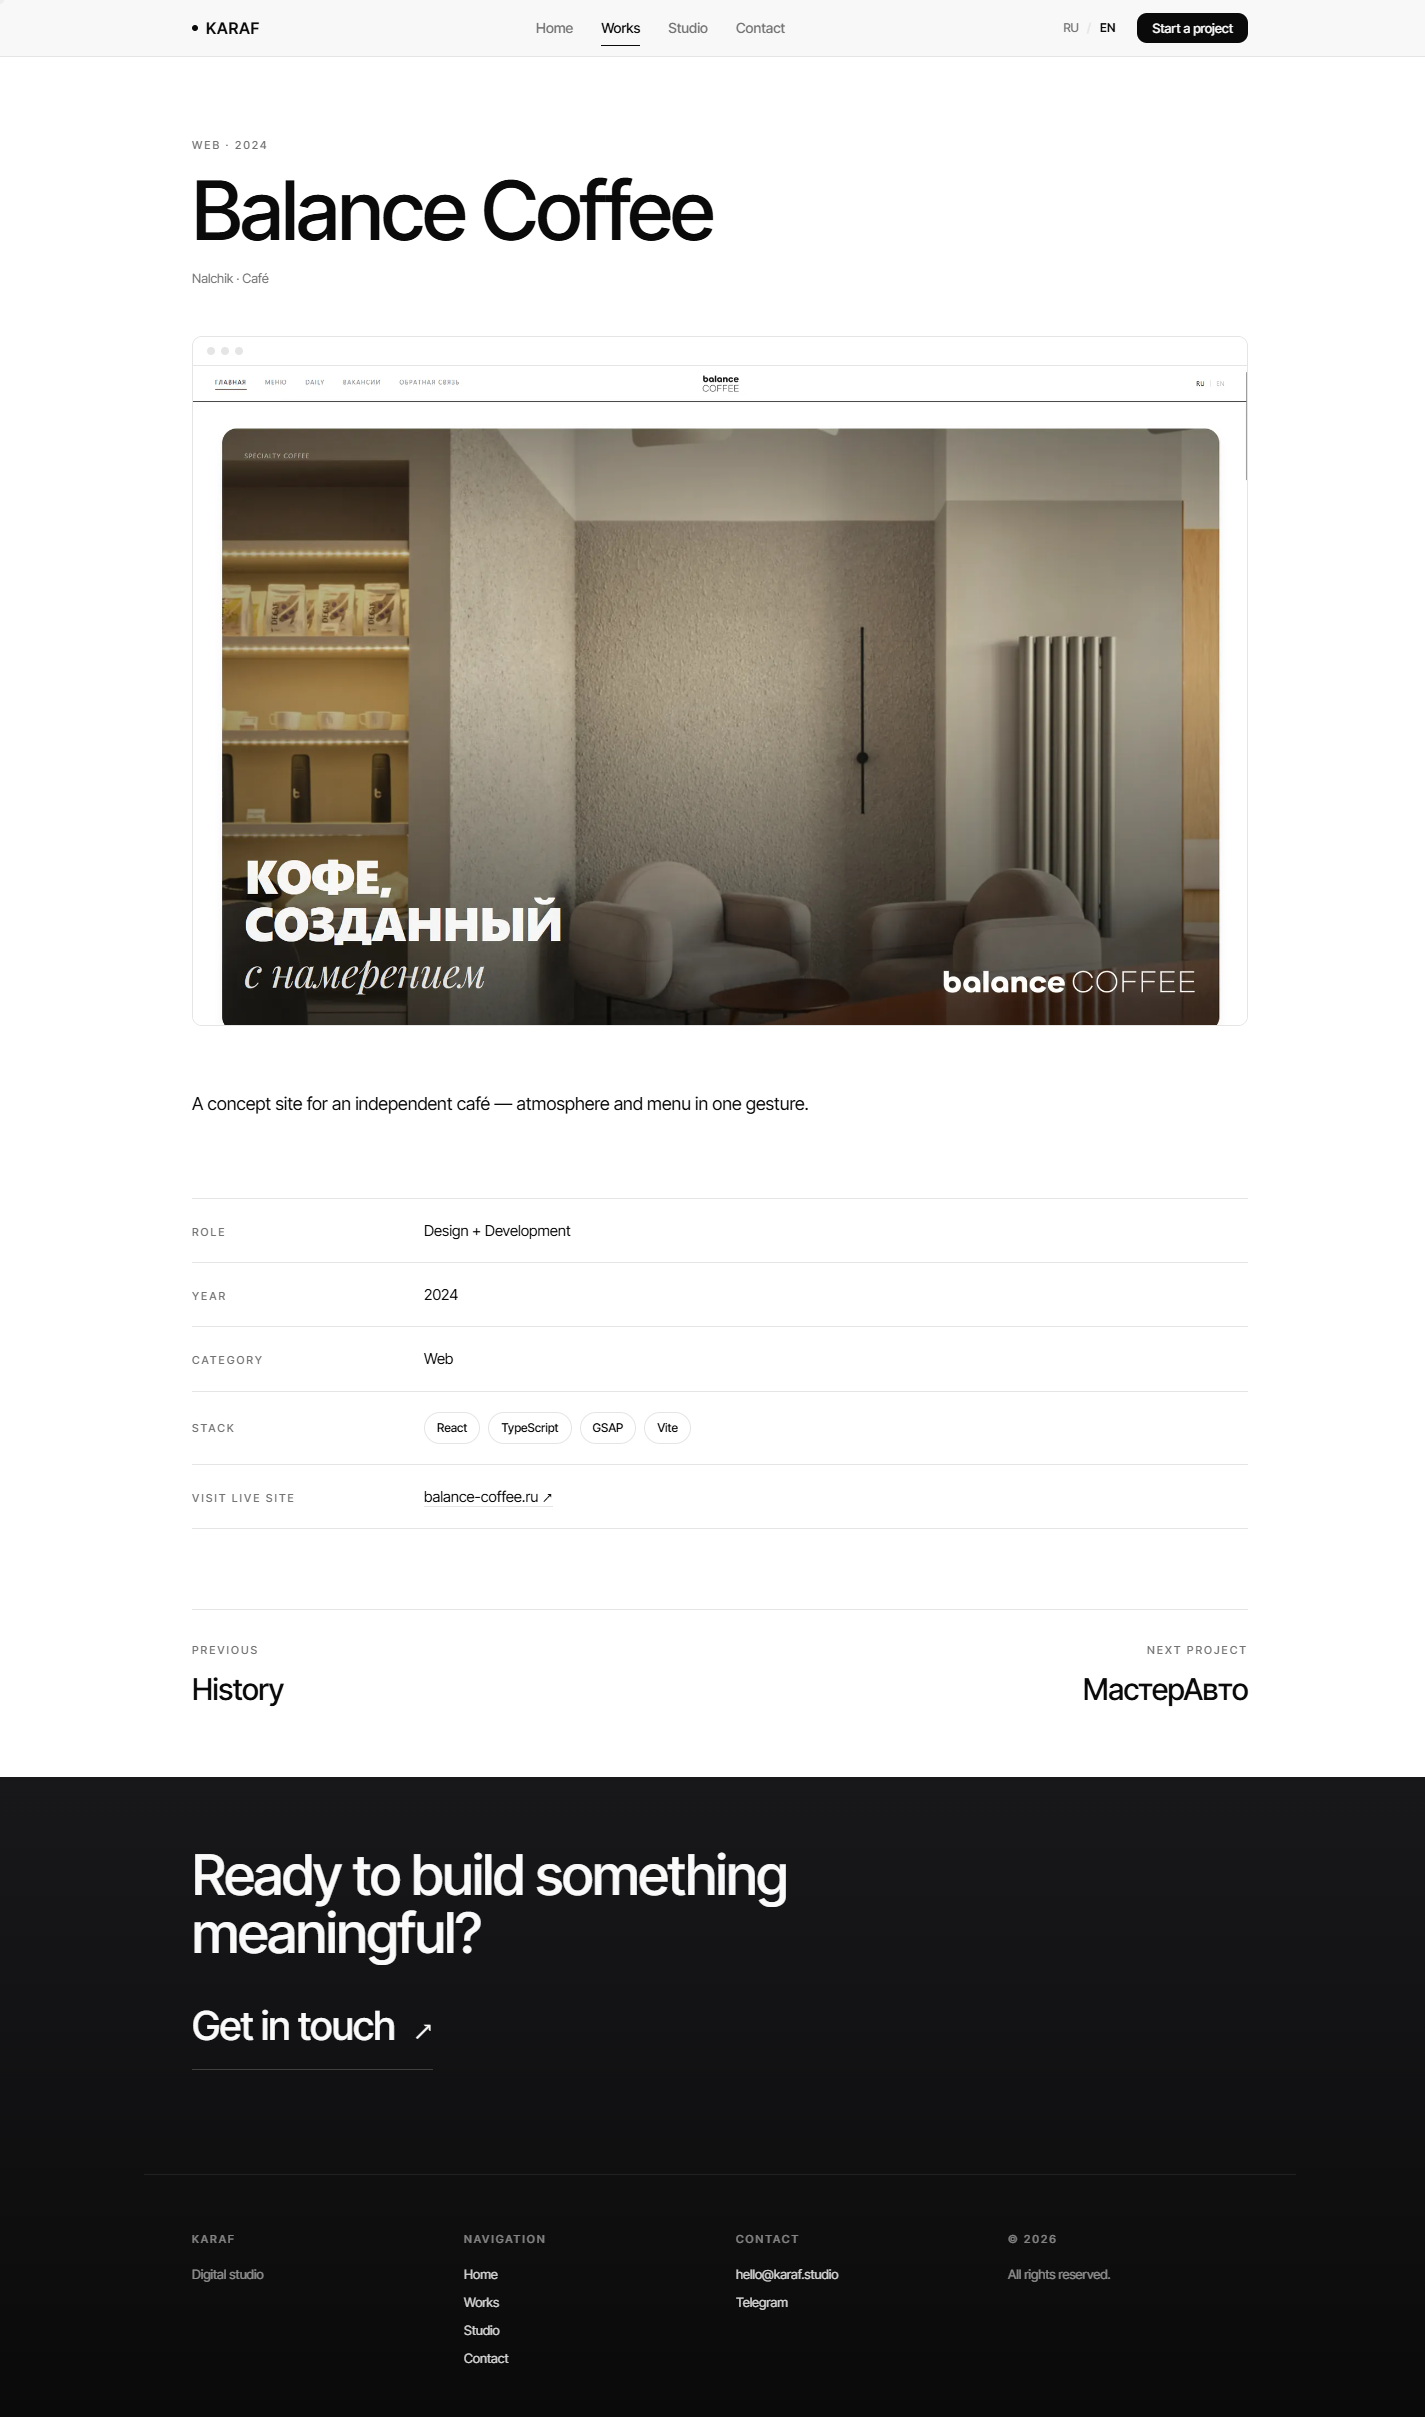 KARAF
Home Works Studio Contact
RU / EN
Start a project
WEB · 2024
Balance Coffee
Nalchik · Café
ГЛАВНАЯ МЕНЮ DAILY ВАКАНСИИ ОБРАТНАЯ СВЯЗЬ
balance
COFFEE
RU | EN
SPECIALTY COFFEE
КОФЕ,
СОЗДАННЫЙ
с намерением
balance COFFEE
A concept site for an independent café — atmosphere and menu in one gesture.
ROLE Design + Development
YEAR 2024
CATEGORY Web
STACK React TypeScript GSAP Vite
VISIT LIVE SITE balance-coffee.ru ↗
PREVIOUS
History
NEXT PROJECT
МастерАвто
Ready to build something
meaningful?
Get in touch ↗
KARAF
Digital studio
NAVIGATION
Home
Works
Studio
Contact
CONTACT
hello@karaf.studio
Telegram
© 2026
All rights reserved.